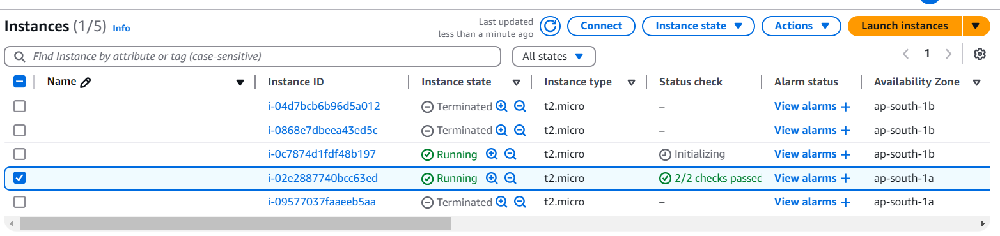 Instances (1/5) Info
Last updated
less than a minute ago
Connect Instance state Actions Launch instances
Find Instance by attribute or tag (case-sensitive) All states 1
Name Instance ID Instance state Instance type Status check Alarm status Availability Zone
i-04d7bcb6b96d5a012 Terminated t2.micro – View alarms + ap-south-1b
i-0868e7dbeea43ed5c Terminated t2.micro – View alarms + ap-south-1b
i-0c7874d1fdf48b197 Running t2.micro Initializing View alarms + ap-south-1b
i-02e2887740bcc63ed Running t2.micro 2/2 checks passec View alarms + ap-south-1a
i-09577037faaeeb5aa Terminated t2.micro – View alarms + ap-south-1a